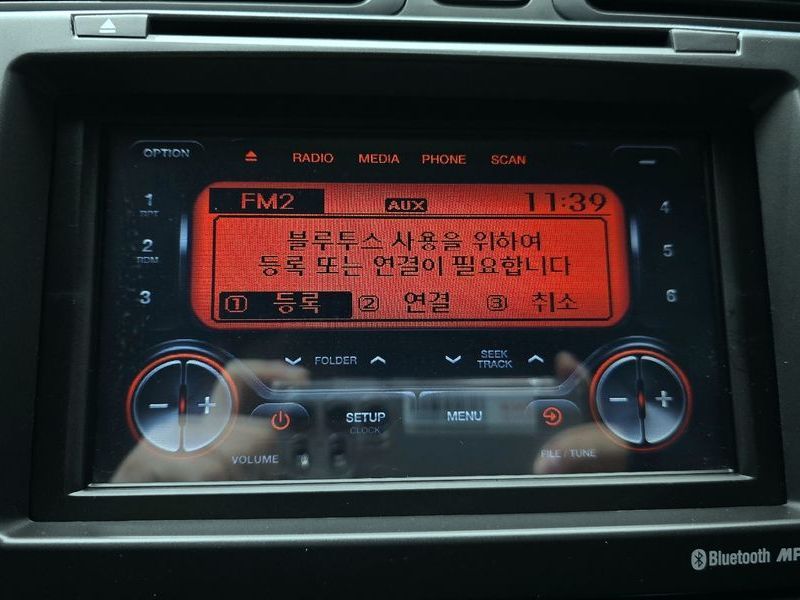 OPTION
RADIO MEDIA PHONE SCAN
1 RPT
2 RDM
3
4
5
6
FM2 AUX 11:39
블루투스 사용을 위하여
등록 또는 연결이 필요합니다
① 등록 ② 연결 ③ 취소
FOLDER
SEEK
TRACK
SETUP
CLOCK
MENU
VOLUME
FILE / TUNE
Bluetooth